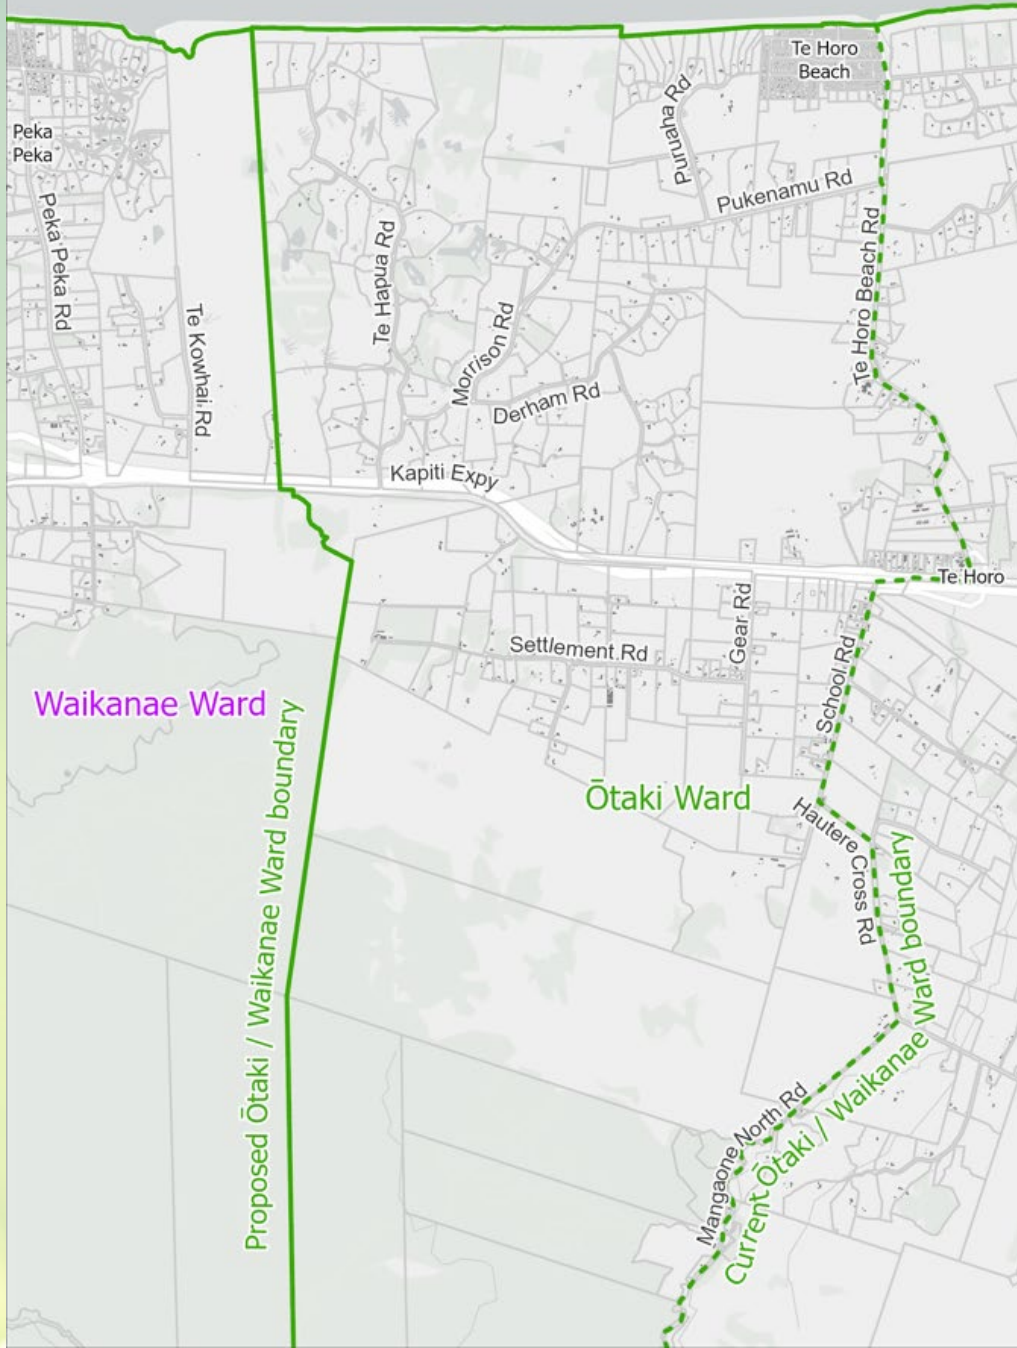 Te Horo
Beach
Peka
Peka
Puruaha Rd
Pukenamu Rd
Peka Peka Rd
Te Hapua Rd
Te Horo Beach Rd
Te Kowhai Rd
Morrison Rd
Derham Rd
Kapiti Expy
Te Horo
Gear Rd
Settlement Rd
School Rd
Waikanae Ward
Ōtaki Ward
Hautere Cross Rd
Proposed Ōtaki / Waikanae Ward boundary
Current Ōtaki / Waikanae Ward boundary
Mangaone North Rd